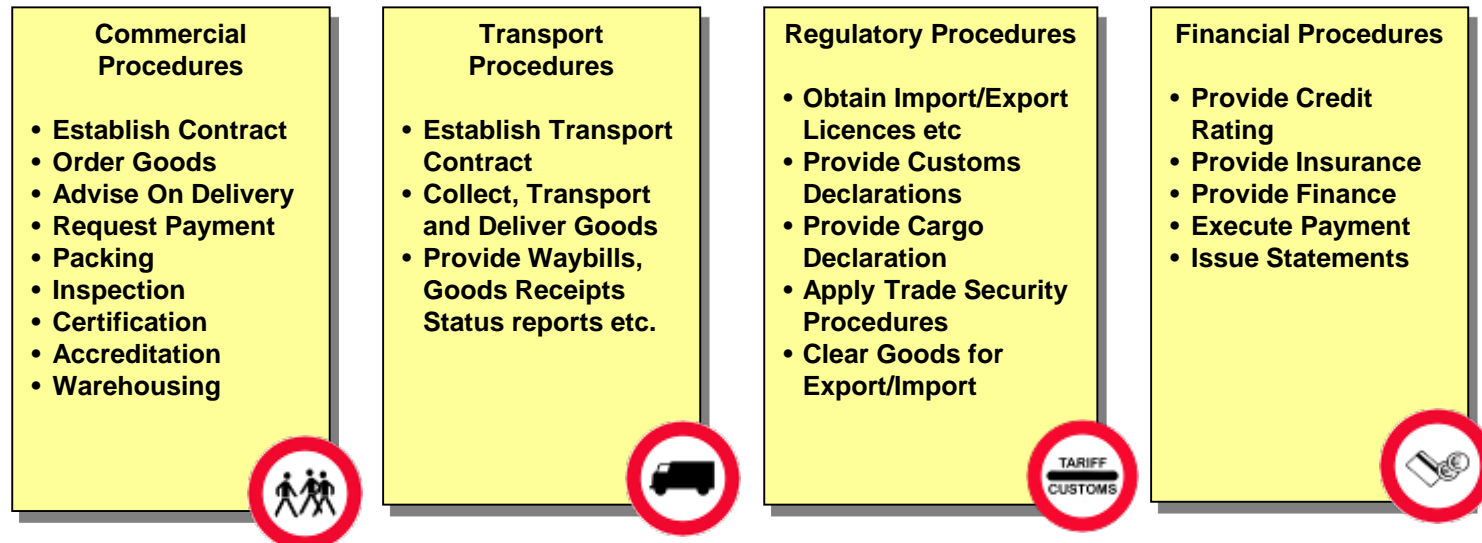 Commercial
Procedures
• Establish Contract
• Order Goods
• Advise On Delivery
• Request Payment
• Packing
• Inspection
• Certification
• Accreditation
• Warehousing
Transport
Procedures
• Establish Transport
Contract
• Collect, Transport
and Deliver Goods
• Provide Waybills,
Goods Receipts
Status reports etc.
Regulatory Procedures
• Obtain Import/Export
Licences etc
• Provide Customs
Declarations
• Provide Cargo
Declaration
• Apply Trade Security
Procedures
• Clear Goods for
Export/Import
TARIFF
CUSTOMS
Financial Procedures
• Provide Credit
Rating
• Provide Insurance
• Provide Finance
• Execute Payment
• Issue Statements